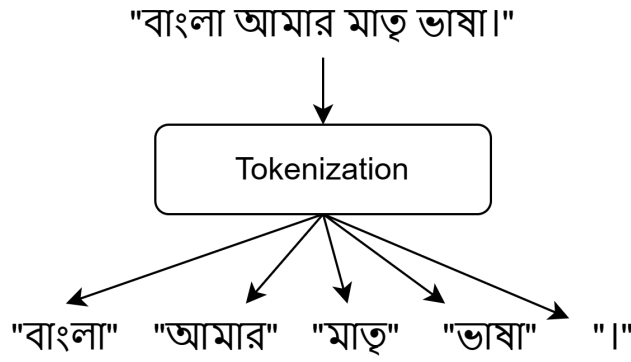 "বাংলা আমার মাতৃ ভাষা।"
Tokenization
"বাংলা" "আমার" "মাতৃ" "ভাষা" "।"